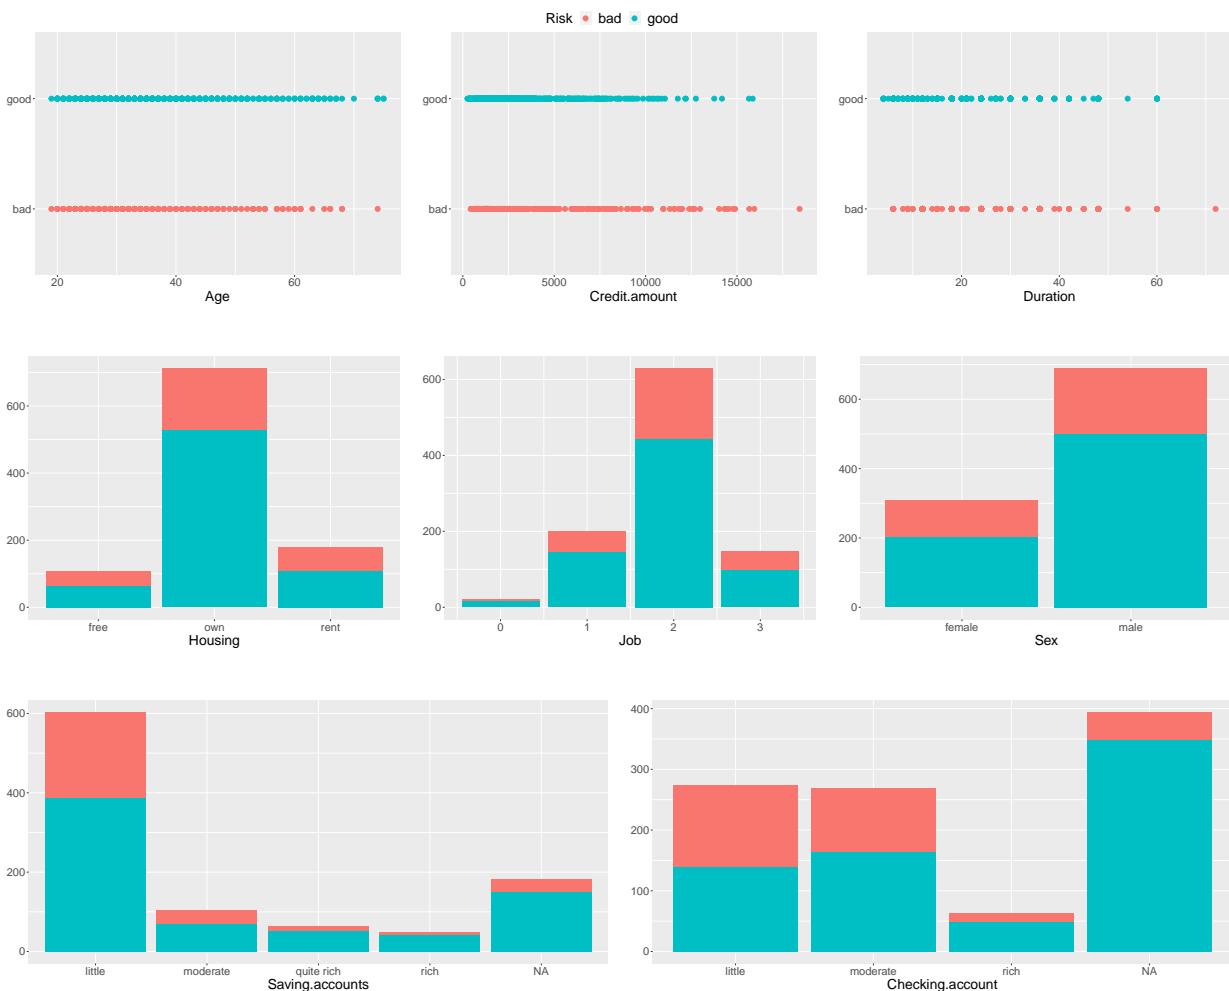 Risk bad good
good
bad
20 40 60
Age
good
bad
0 5000 10000 15000
Credit.amount
good
bad
20 40 60
Duration
600
400
200
0
free own rent
Housing
600
400
200
0
0 1 2 3
Job
600
400
200
0
female male
Sex
600
400
200
0
little moderate quite rich rich NA
Saving.accounts
400
300
200
100
0
little moderate rich NA
Checking.account